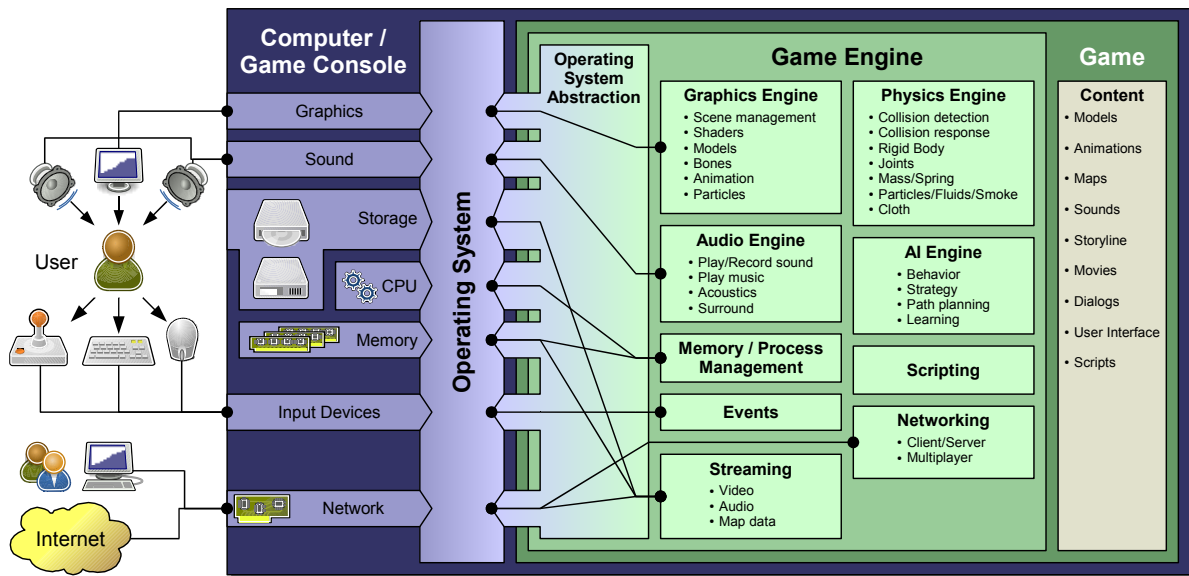 Computer /
Game Console
Graphics
Sound
Storage
CPU
Memory
Input Devices
Network
User
Internet
Operating System
Operating
System
Abstraction
Game Engine
Graphics Engine
• Scene management
• Shaders
• Models
• Bones
• Animation
• Particles
Audio Engine
• Play/Record sound
• Play music
• Acoustics
• Surround
Memory / Process
Management
Events
Streaming
• Video
• Audio
• Map data
Physics Engine
• Collision detection
• Collision response
• Rigid Body
• Joints
• Mass/Spring
• Particles/Fluids/Smoke
• Cloth
AI Engine
• Behavior
• Strategy
• Path planning
• Learning
Scripting
Networking
• Client/Server
• Multiplayer
Game
Content
• Models
• Animations
• Maps
• Sounds
• Storyline
• Movies
• Dialogs
• User Interface
• Scripts